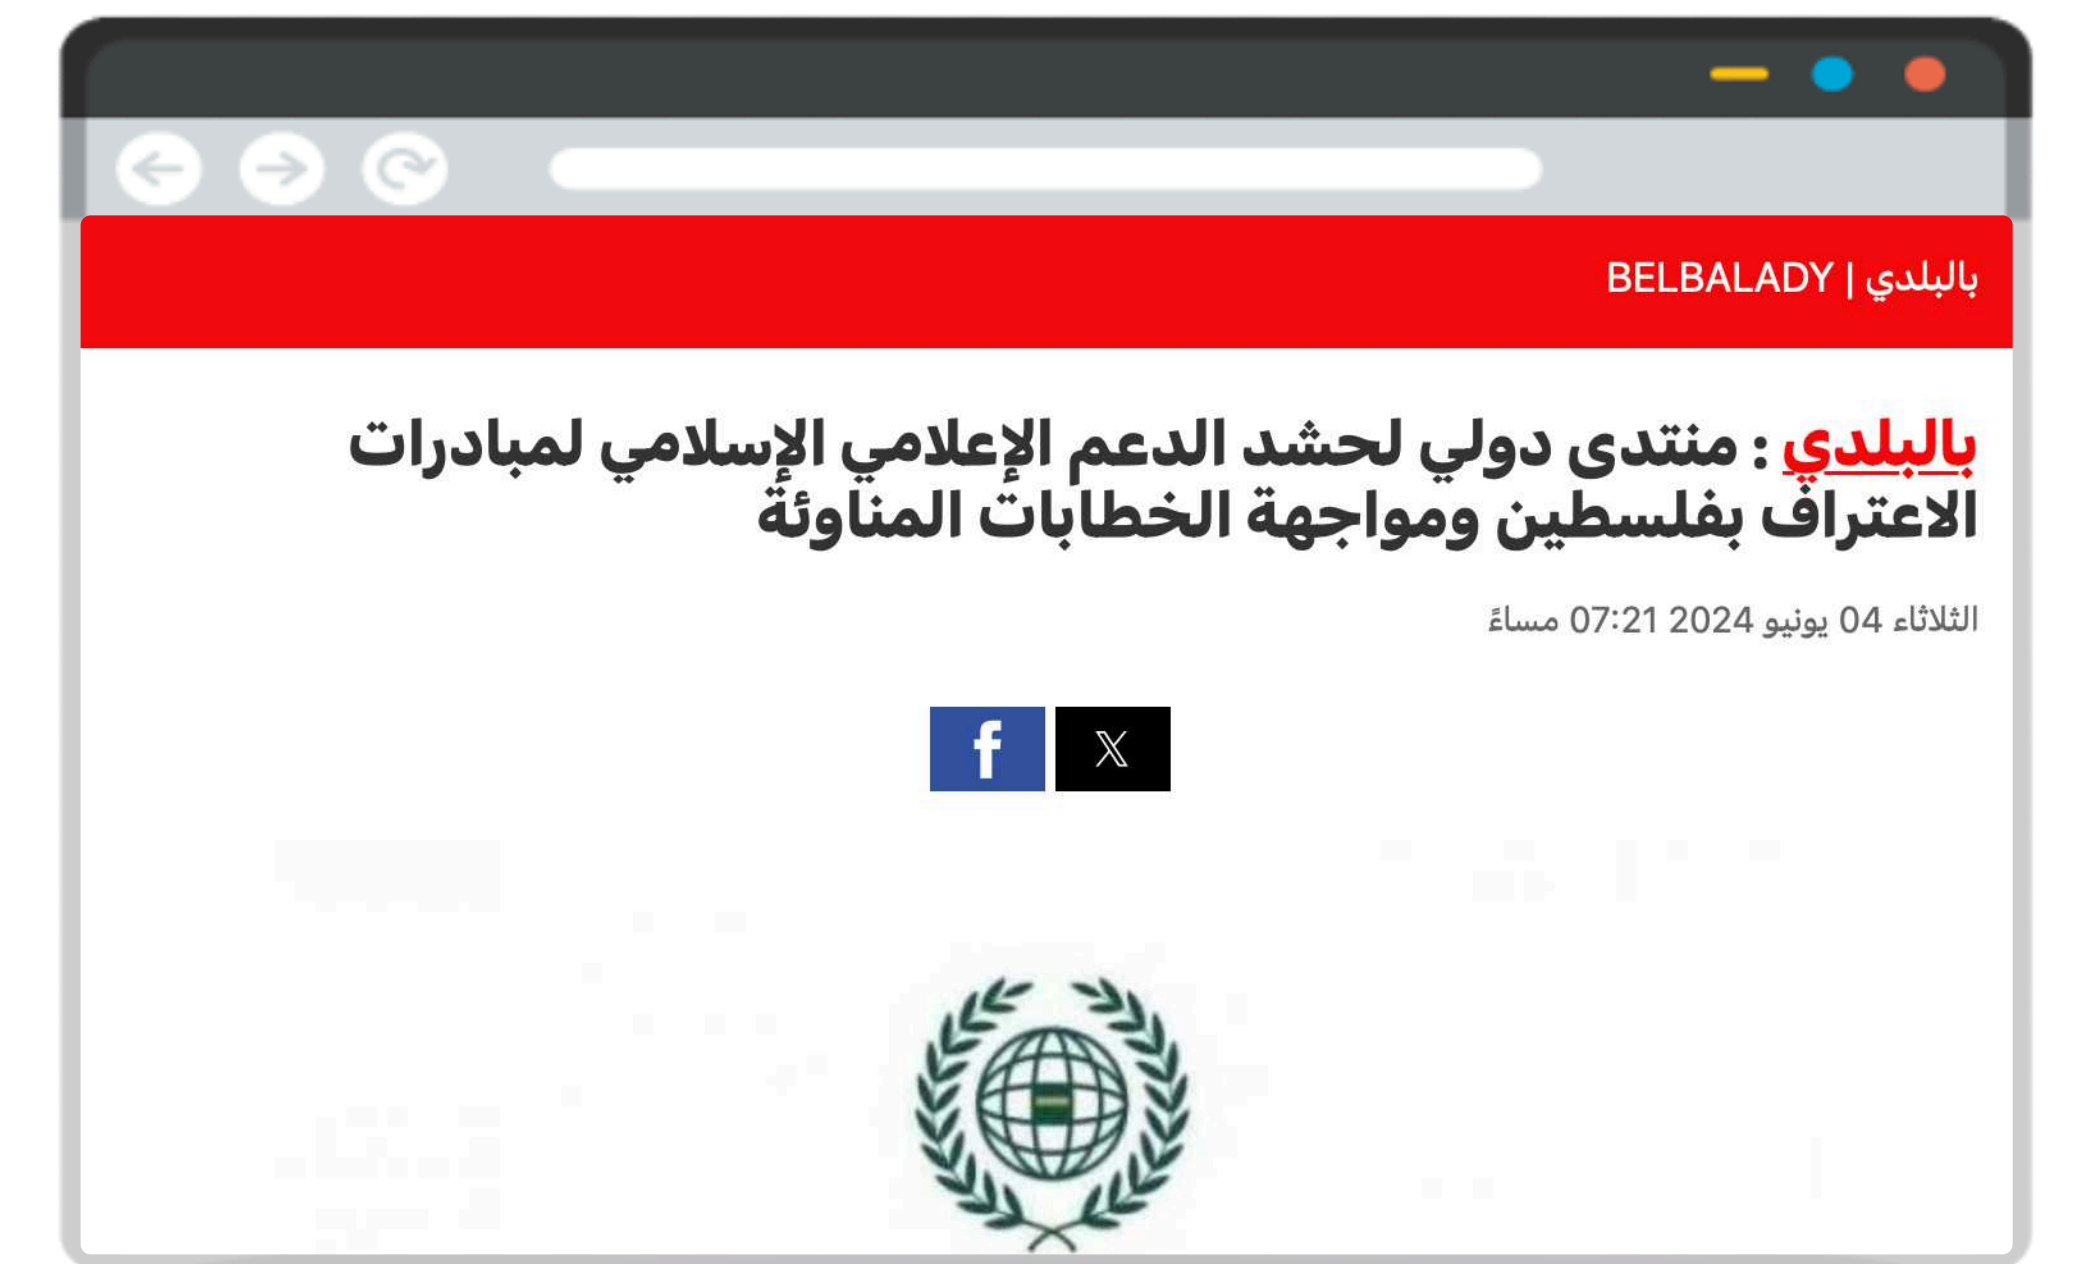 بالبلدي | BELBALADY
بالبلدي : منتدى دولي لحشد الدعم الإعلامي الإسلامي لمبادرات
الاعتراف بفلسطين ومواجهة الخطابات المناوئة
الثلاثاء 04 يونيو 2024 07:21 مساءً
f X